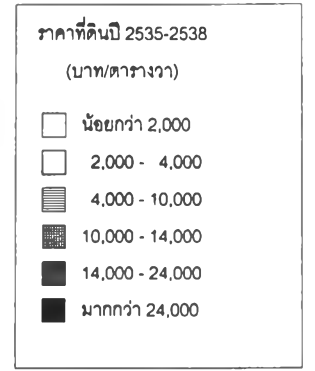 ราคาที่ดินปี 2535-2538
(บาท/ตารางวา)
น้อยกว่า 2,000
2,000 - 4,000
4,000 - 10,000
10,000 - 14,000
14,000 - 24,000
มากกว่า 24,000